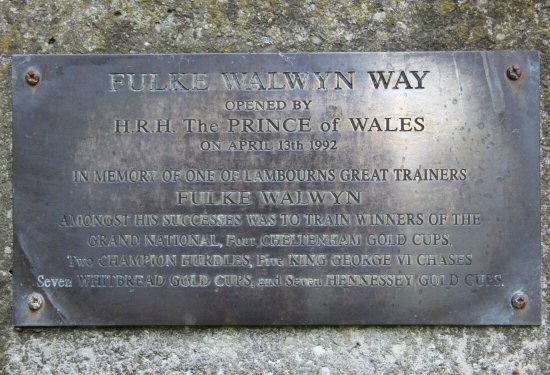 FULKE WALWYN WAY
OPENED BY
H.R.H. The PRINCE of WALES
ON APRIL 13th 1992
IN MEMORY OF ONE OF LAMBOURNS GREAT TRAINERS
FULKE WALWYN
AMONGST HIS SUCCESSES WAS TO TRAIN WINNERS OF THE
GRAND NATIONAL, Four CHELTENHAM GOLD CUPS,
Two CHAMPION HURDLES, Five KING GEORGE VI CHASES
Seven WHITBREAD GOLD CUPS, and Seven HENNESSEY GOLD CUPS.